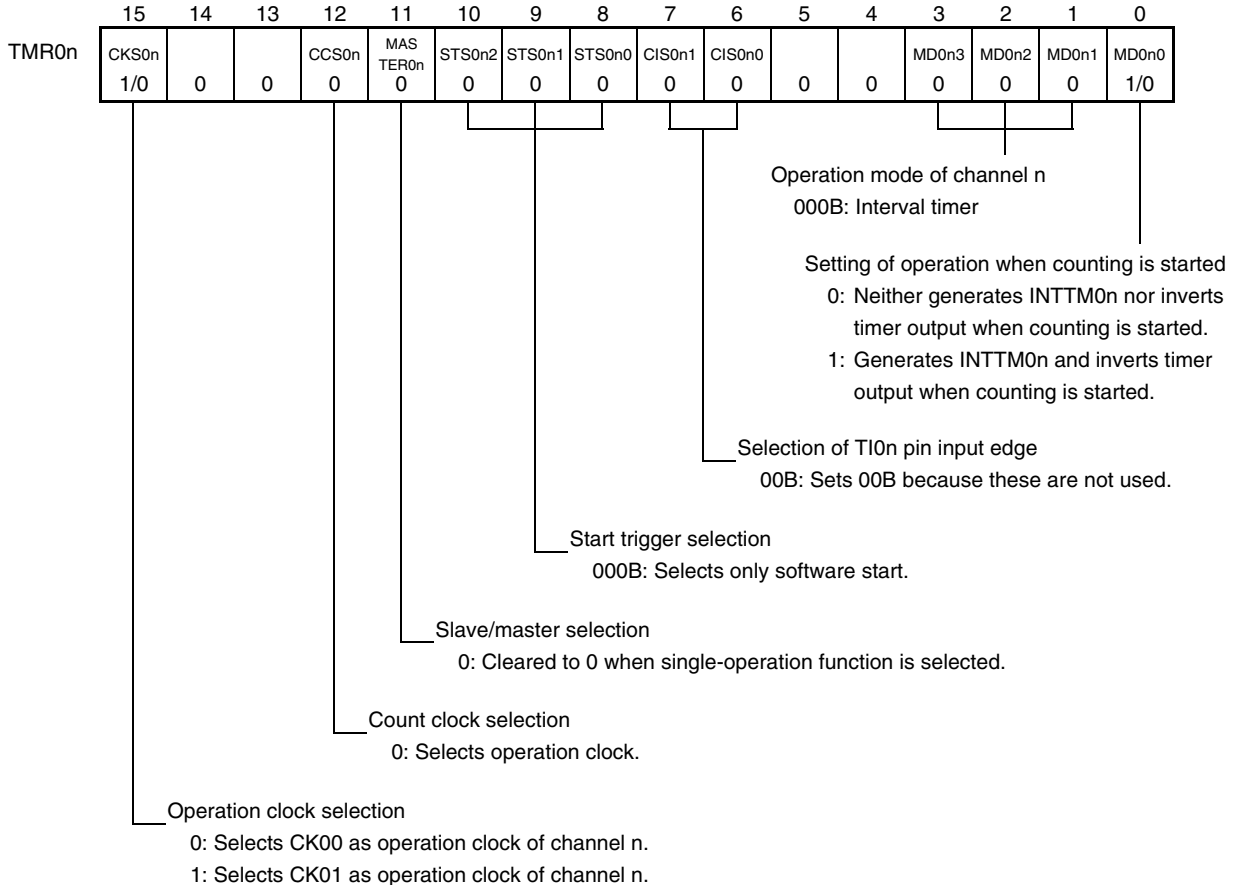 15 14 13 12 11 10 9 8 7 6 5 4 3 2 1 0
TMR0n CKS0n CCS0n MAS TER0n STS0n2 STS0n1 STS0n0 CIS0n1 CIS0n0 MD0n3 MD0n2 MD0n1 MD0n0
1/0 0 0 0 0 0 0 0 0 0 0 0 0 0 0 1/0
Operation mode of channel n
000B: Interval timer
Setting of operation when counting is started
0: Neither generates INTTM0n nor inverts
timer output when counting is started.
1: Generates INTTM0n and inverts timer
output when counting is started.
Selection of TI0n pin input edge
00B: Sets 00B because these are not used.
Start trigger selection
000B: Selects only software start.
Slave/master selection
0: Cleared to 0 when single-operation function is selected.
Count clock selection
0: Selects operation clock.
Operation clock selection
0: Selects CK00 as operation clock of channel n.
1: Selects CK01 as operation clock of channel n.